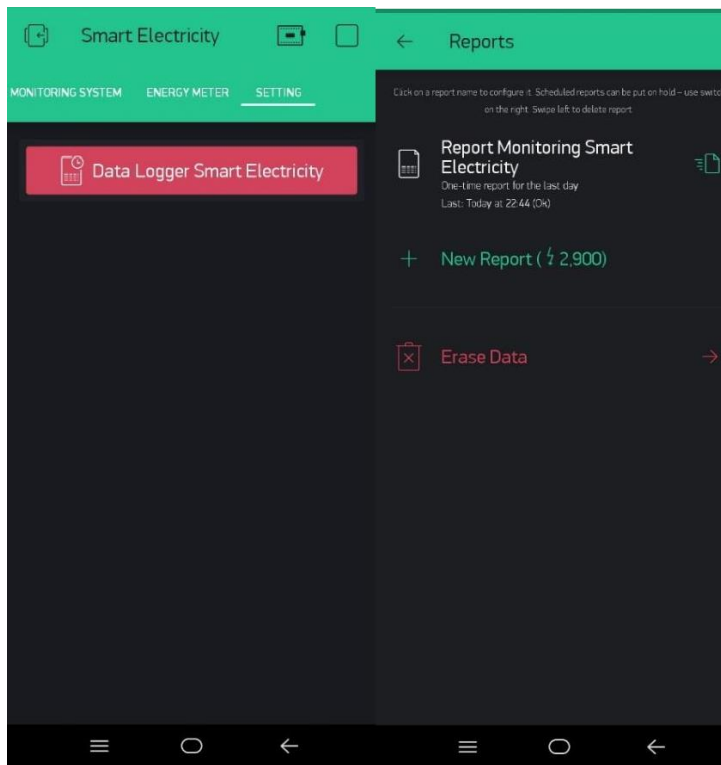 Smart Electricity
MONITORING SYSTEM ENERGY METER SETTING
Data Logger Smart Electricity
Reports
Click on a report name to configure it. Scheduled reports can be put on hold – use switc
on the right. Swipe left to delete report
Report Monitoring Smart
Electricity
One-time report for the last day
Last: Today at 22:44 (Ok)
New Report ( 2,900)
Erase Data